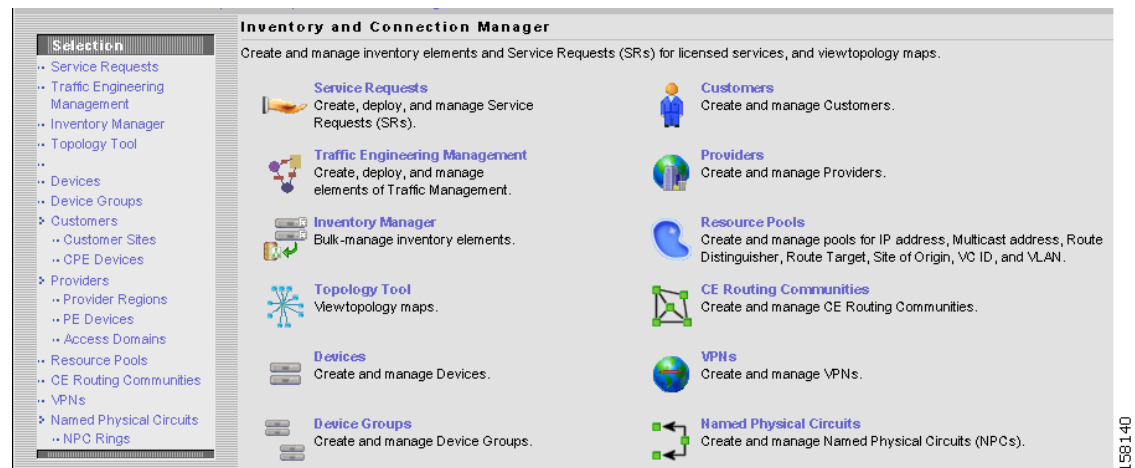 Inventory and Connection Manager
Create and manage inventory elements and Service Requests (SRs) for licensed services, and viewtopology maps.
Selection
Service Requests
Traffic Engineering
Management
Inventory Manager
Topology Tool
Devices
Device Groups
Customers
Customer Sites
CPE Devices
Providers
Provider Regions
PE Devices
Access Domains
Resource Pools
CE Routing Communities
VPNs
Named Physical Circuits
NPC Rings
Service Requests
Create, deploy, and manage Service
Requests (SRs).
Customers
Create and manage Customers.
Traffic Engineering Management
Create, deploy, and manage
elements of Traffic Management.
Providers
Create and manage Providers.
Inventory Manager
Bulk-manage inventory elements.
Resource Pools
Create and manage pools for IP address, Multicast address, Route
Distinguisher, Route Target, Site of Origin, VC ID, and VLAN.
Topology Tool
Viewtopology maps.
CE Routing Communities
Create and manage CE Routing Communities.
Devices
Create and manage Devices.
VPNs
Create and manage VPNs.
Device Groups
Create and manage Device Groups.
Named Physical Circuits
Create and manage Named Physical Circuits (NPCs).
158140